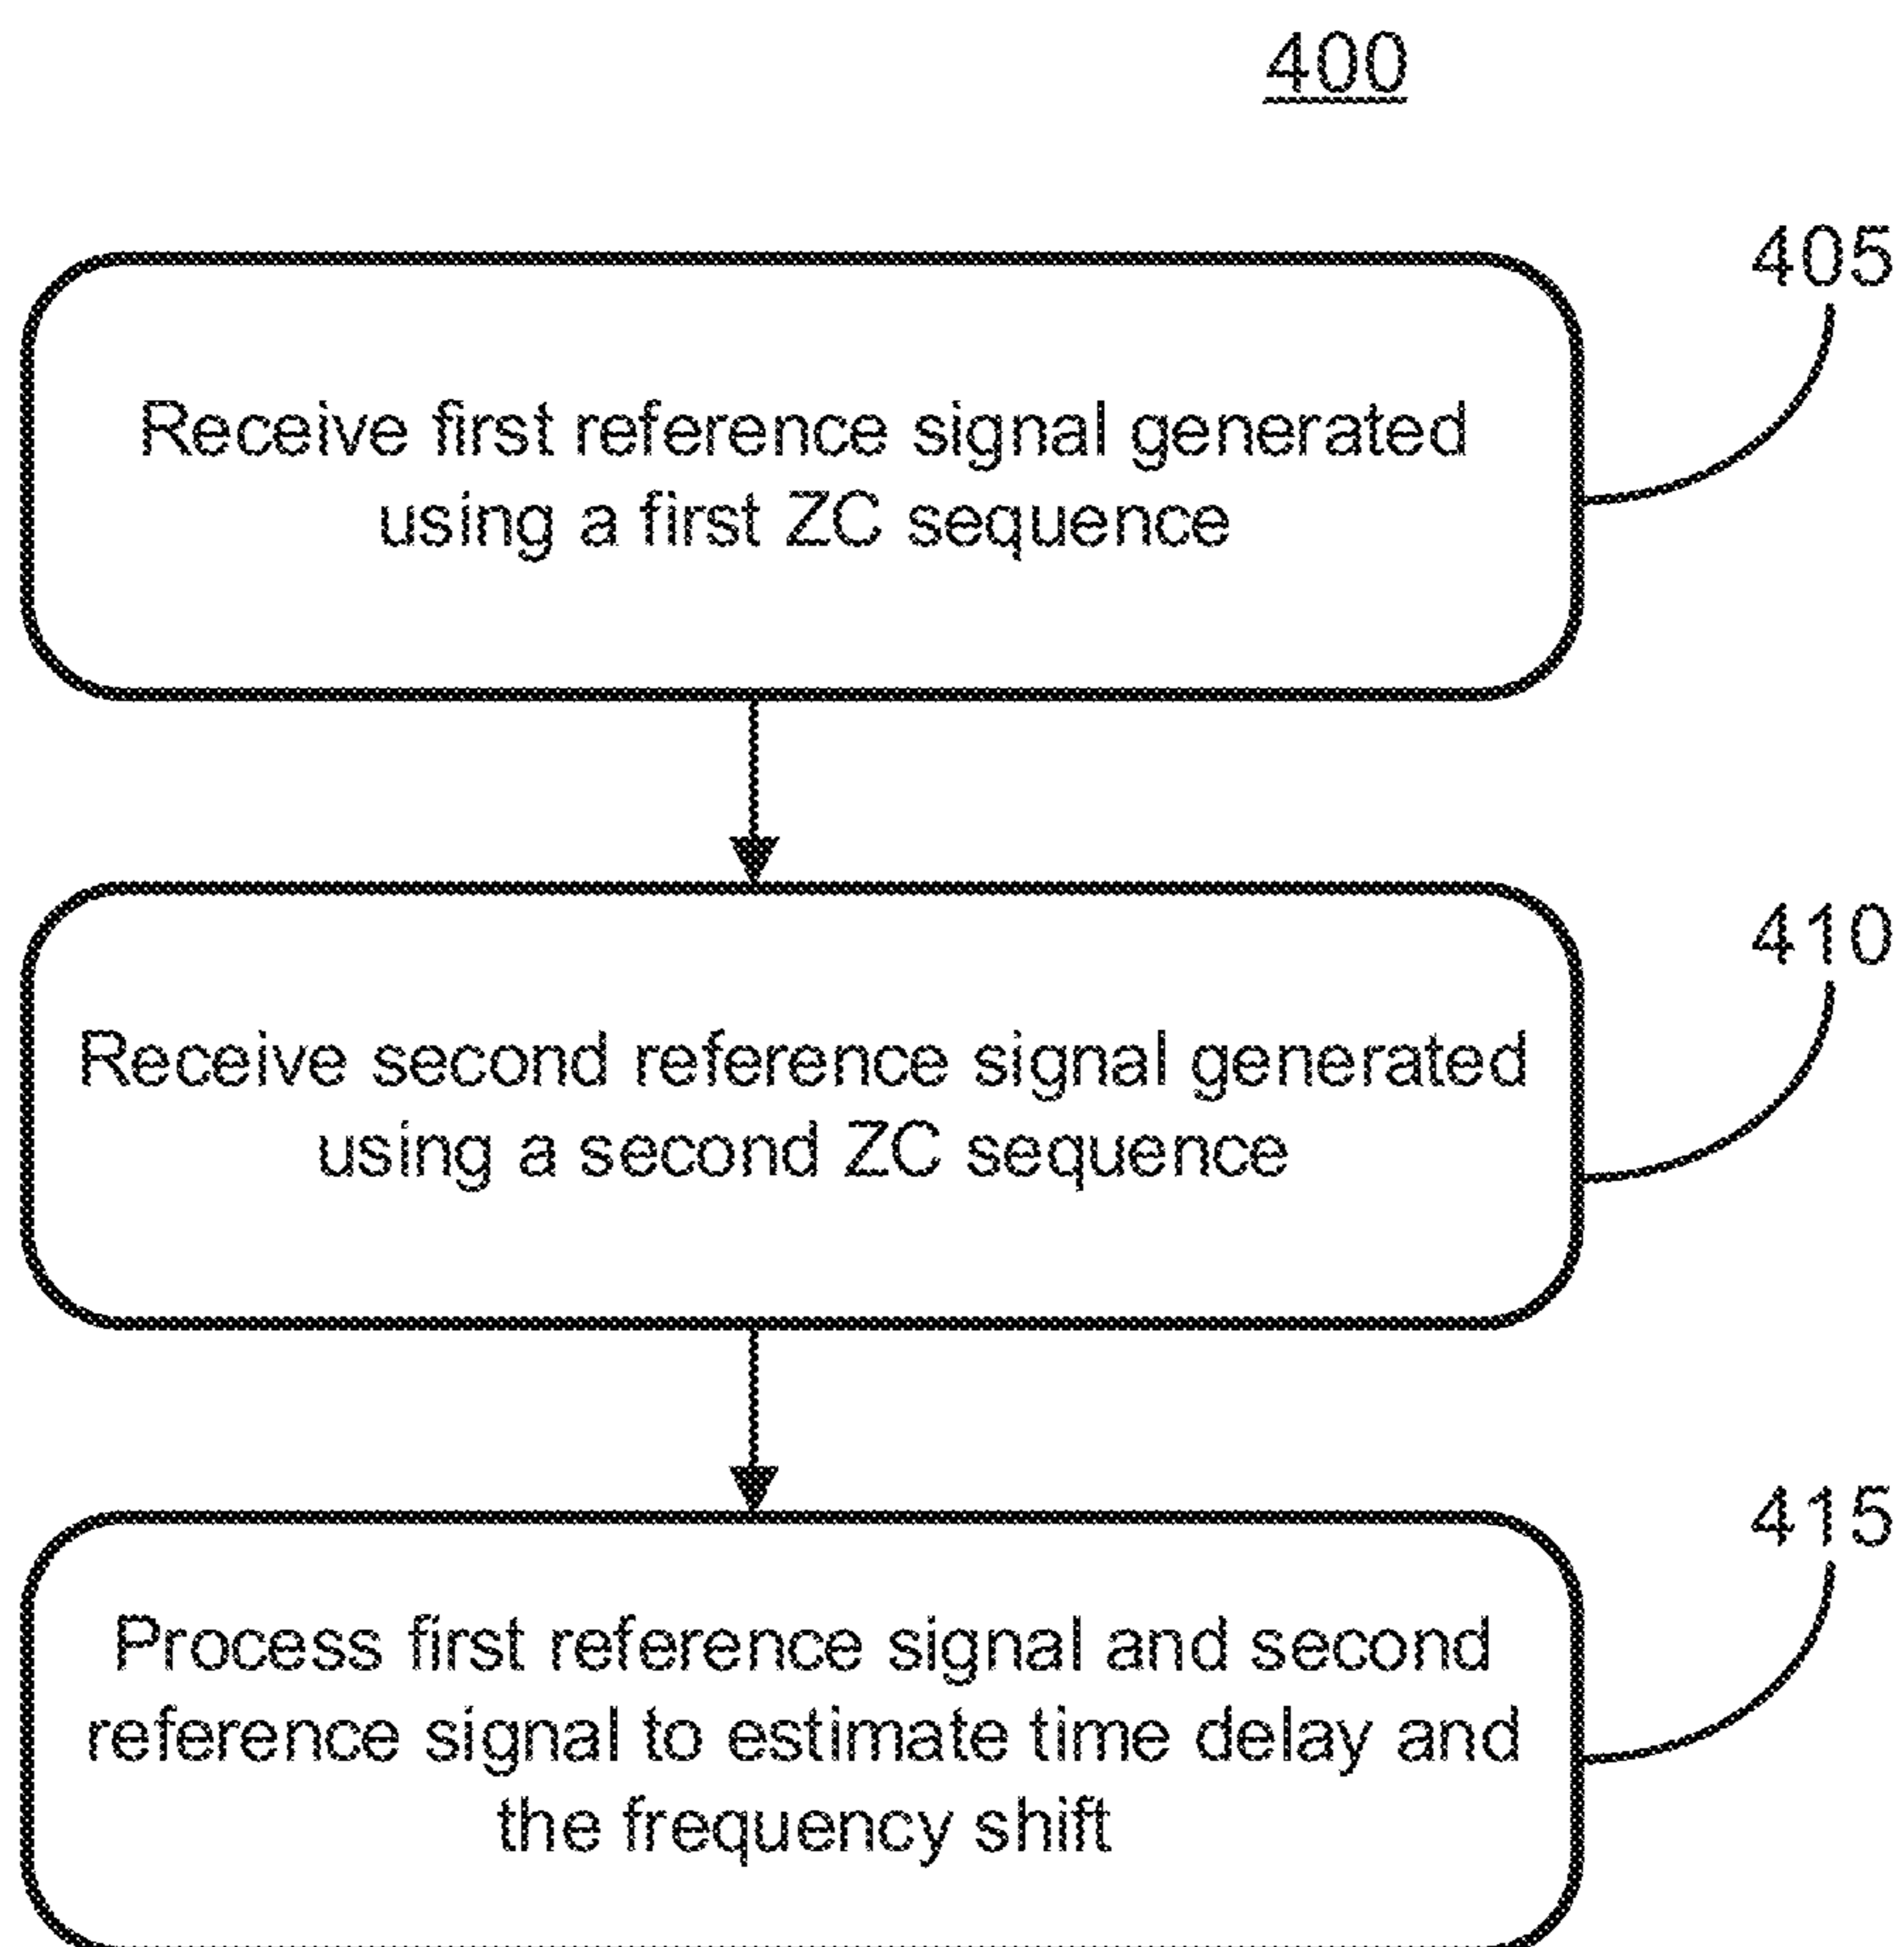 400
405
Receive first reference signal generated
using a first ZC sequence
410
Receive second reference signal generated
using a second ZC sequence
415
Process first reference signal and second
reference signal to estimate time delay and
the frequency shift